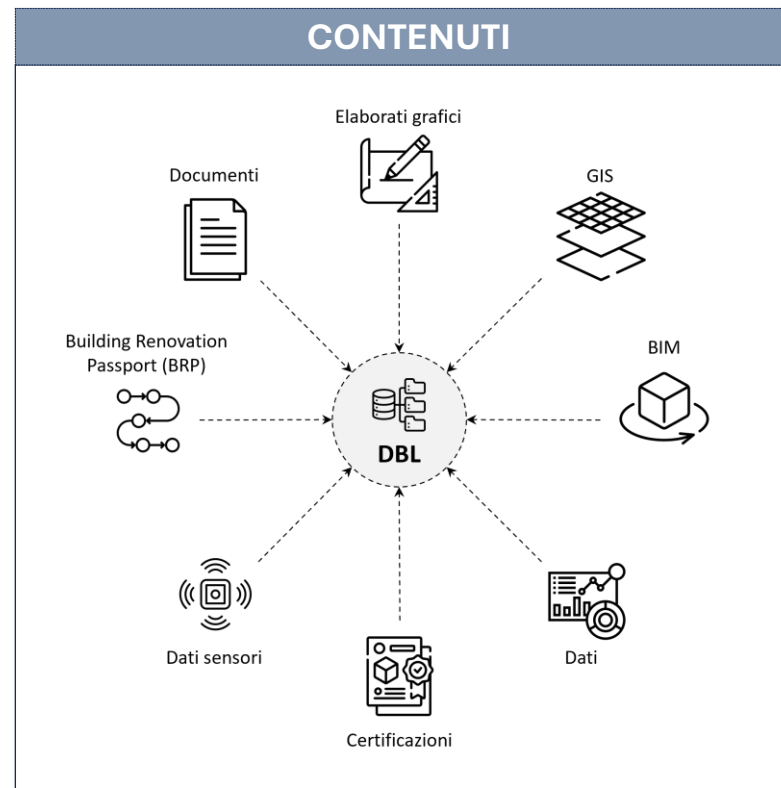 CONTENUTI
Elaborati grafici
Documenti
GIS
Building Renovation
Passport (BRP)
BIM
DBL
Dati sensori
Dati
Certificazioni